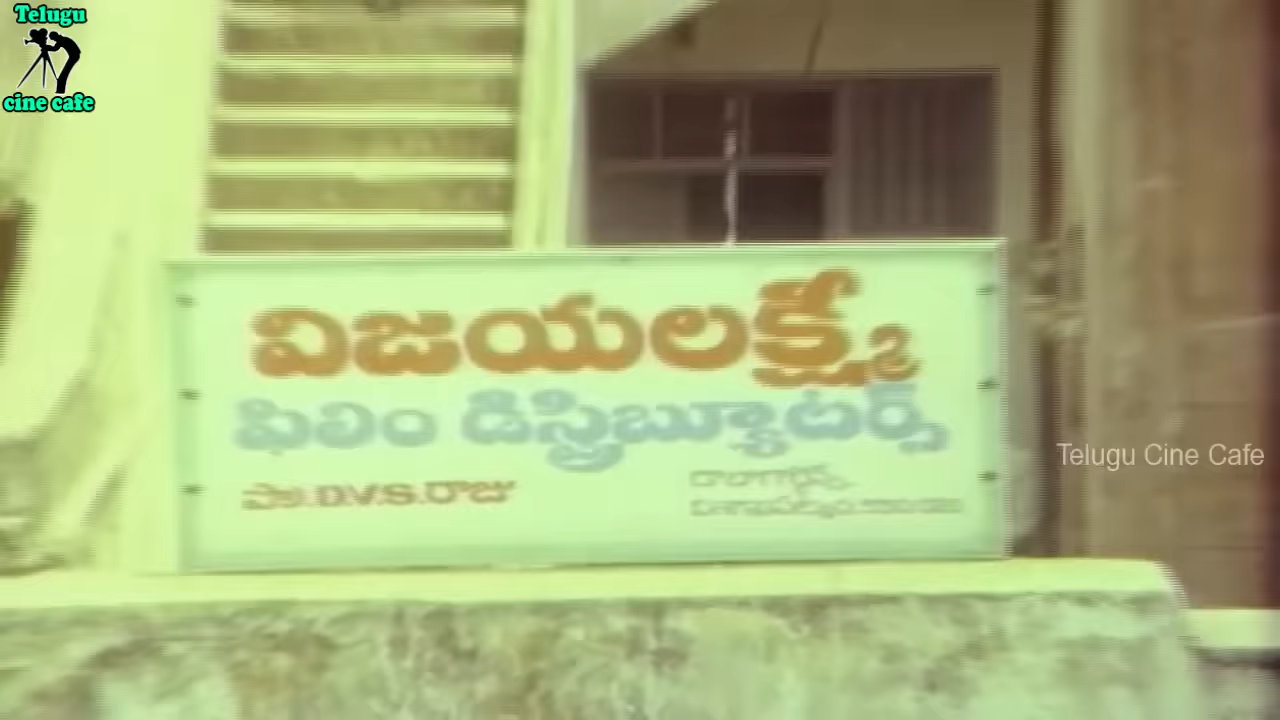 Telugu
cine cafe
విజయలక్ష్మీ
ఫిలిం డిస్ట్రిబ్యూటర్స్
D.V.S.రాజు
Telugu Cine Cafe